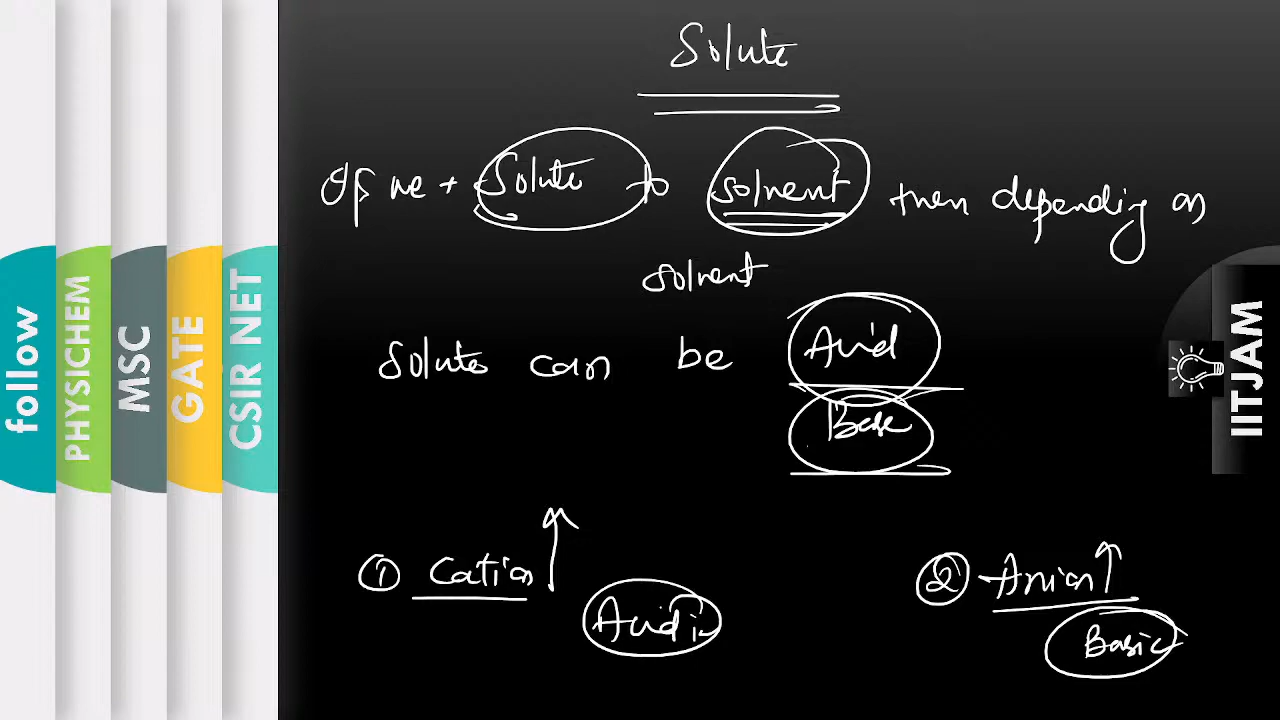 Solute
If we + Solute to solvent then depending on
solvent
Solute can be Acid
Base
① Cation ↑
Acidic
② Anion ↑
Basic
follow
PHYSICHEM
MSC
GATE
CSIR NET
IITJAM